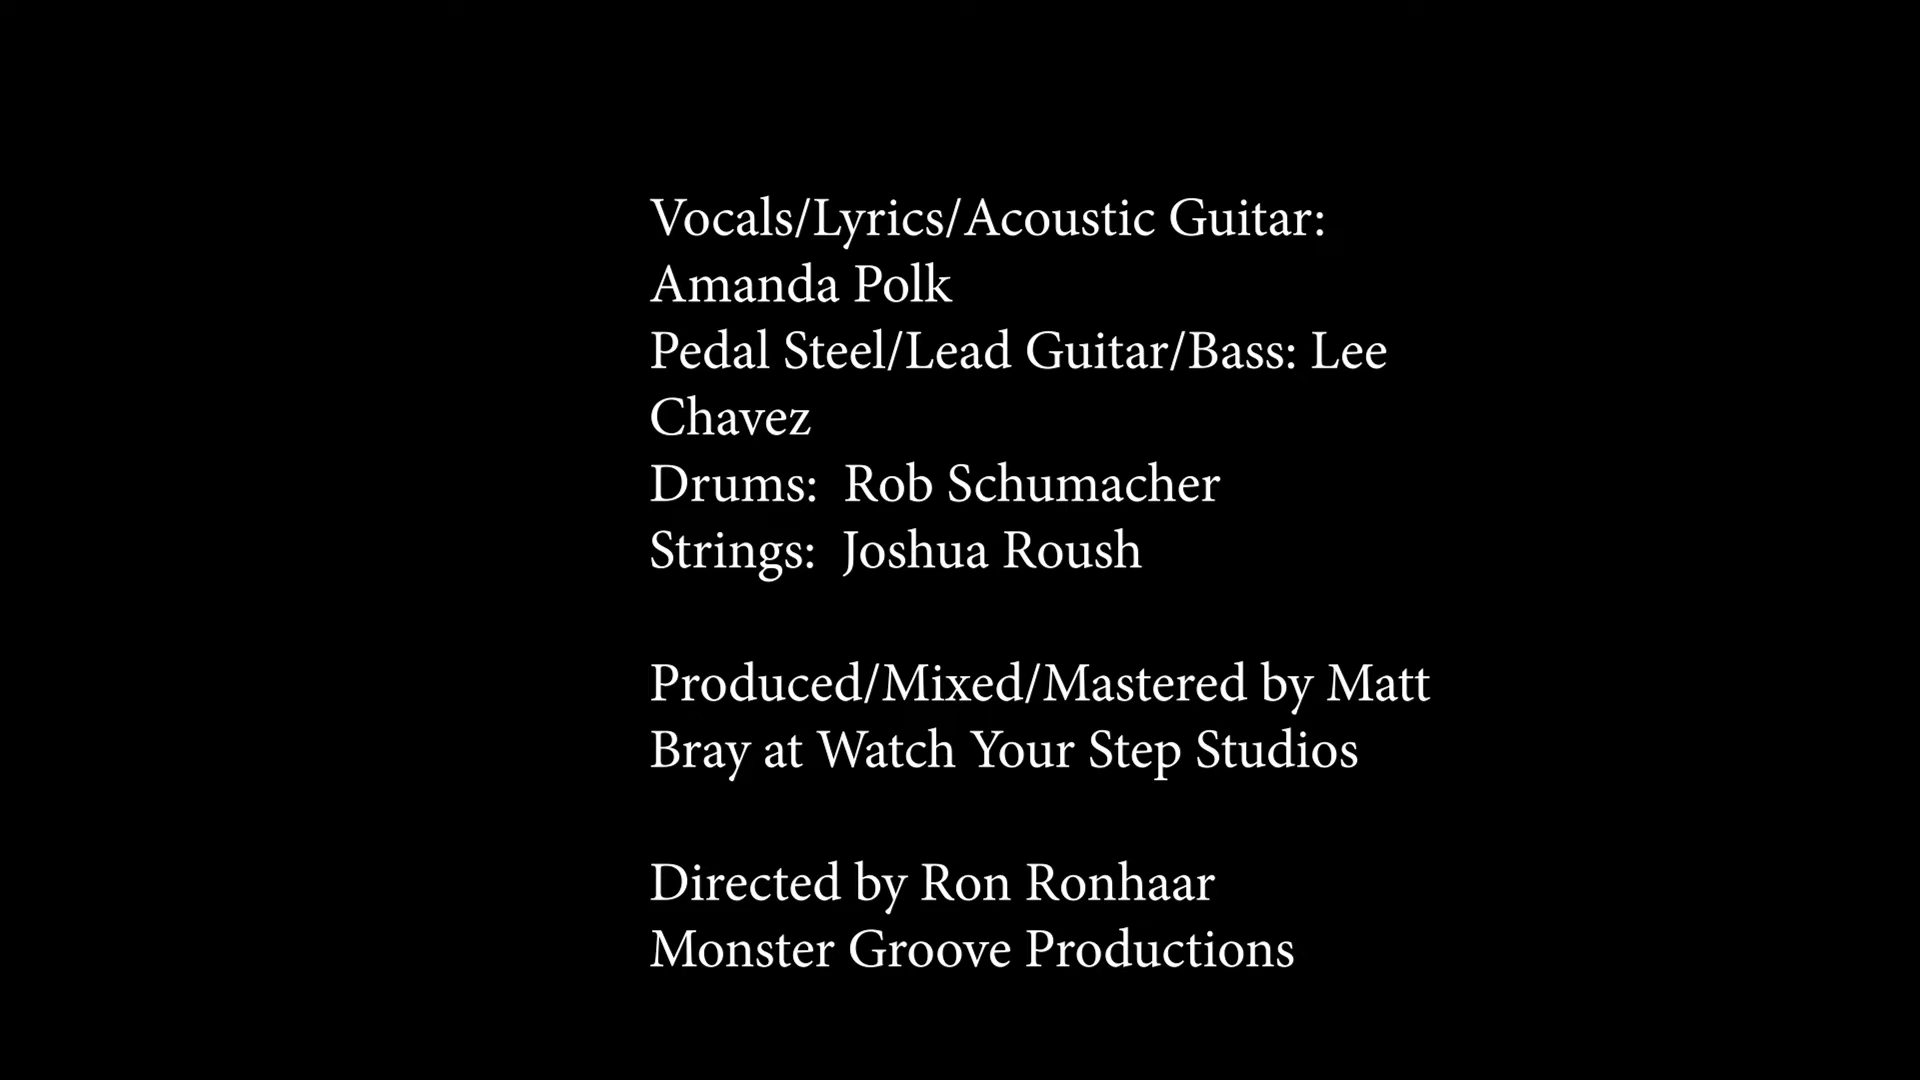 Vocals/Lyrics/Acoustic Guitar:
Amanda Polk
Pedal Steel/Lead Guitar/Bass: Lee
Chavez
Drums:  Rob Schumacher
Strings:  Joshua Roush
Produced/Mixed/Mastered by Matt
Bray at Watch Your Step Studios
Directed by Ron Ronhaar
Monster Groove Productions